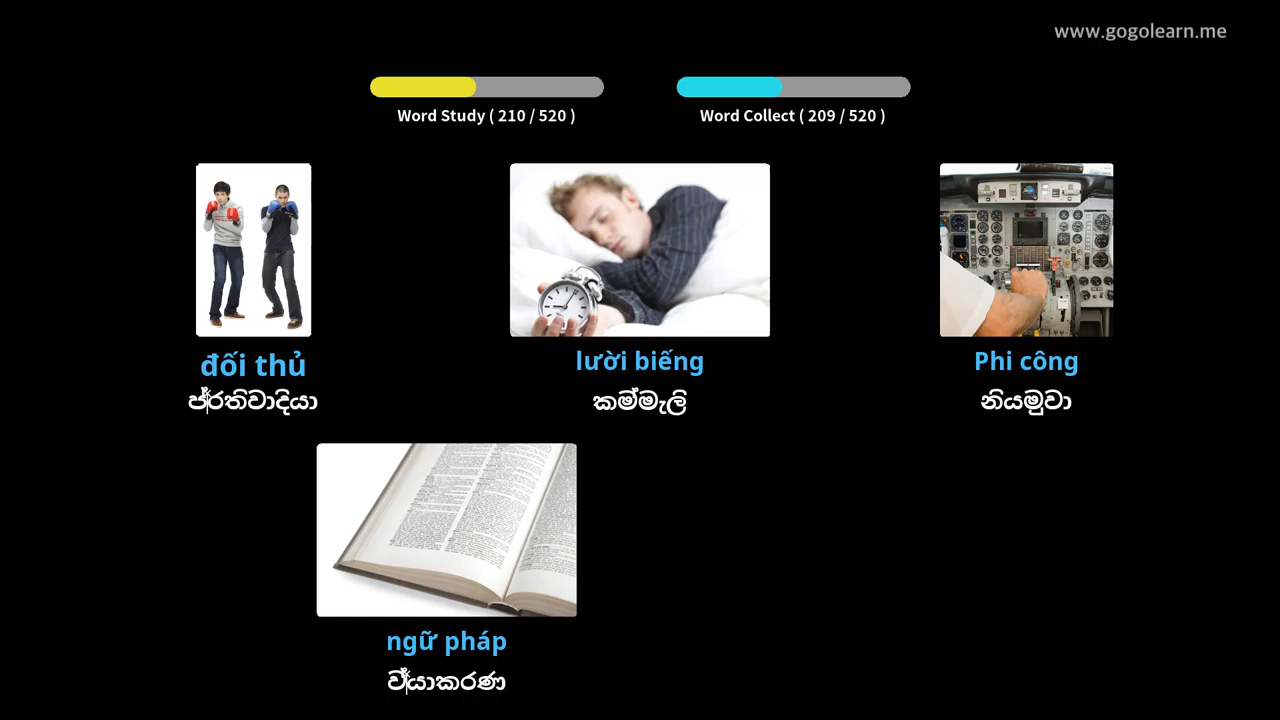 www.gogolearn.me
Word Study ( 210 / 520 )
Word Collect ( 209 / 520 )
đối thủ
lười biếng
Phi công
ප්‍රතිවාදියා
කම්මැලි
නියමුවා
ngữ pháp
ව්‍යාකරණ